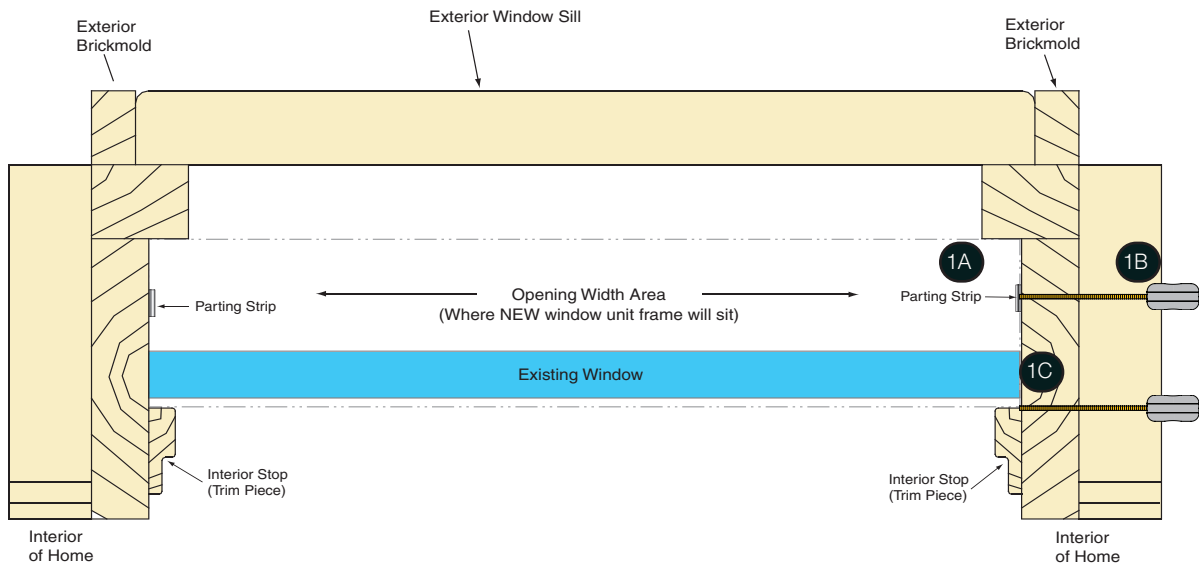 Exterior Window Sill
Exterior
Brickmold
Exterior
Brickmold
1A
1B
Parting Strip
Opening Width Area
(Where NEW window unit frame will sit)
Parting Strip
Existing Window
1C
Interior Stop
(Trim Piece)
Interior Stop
(Trim Piece)
Interior
of Home
Interior
of Home